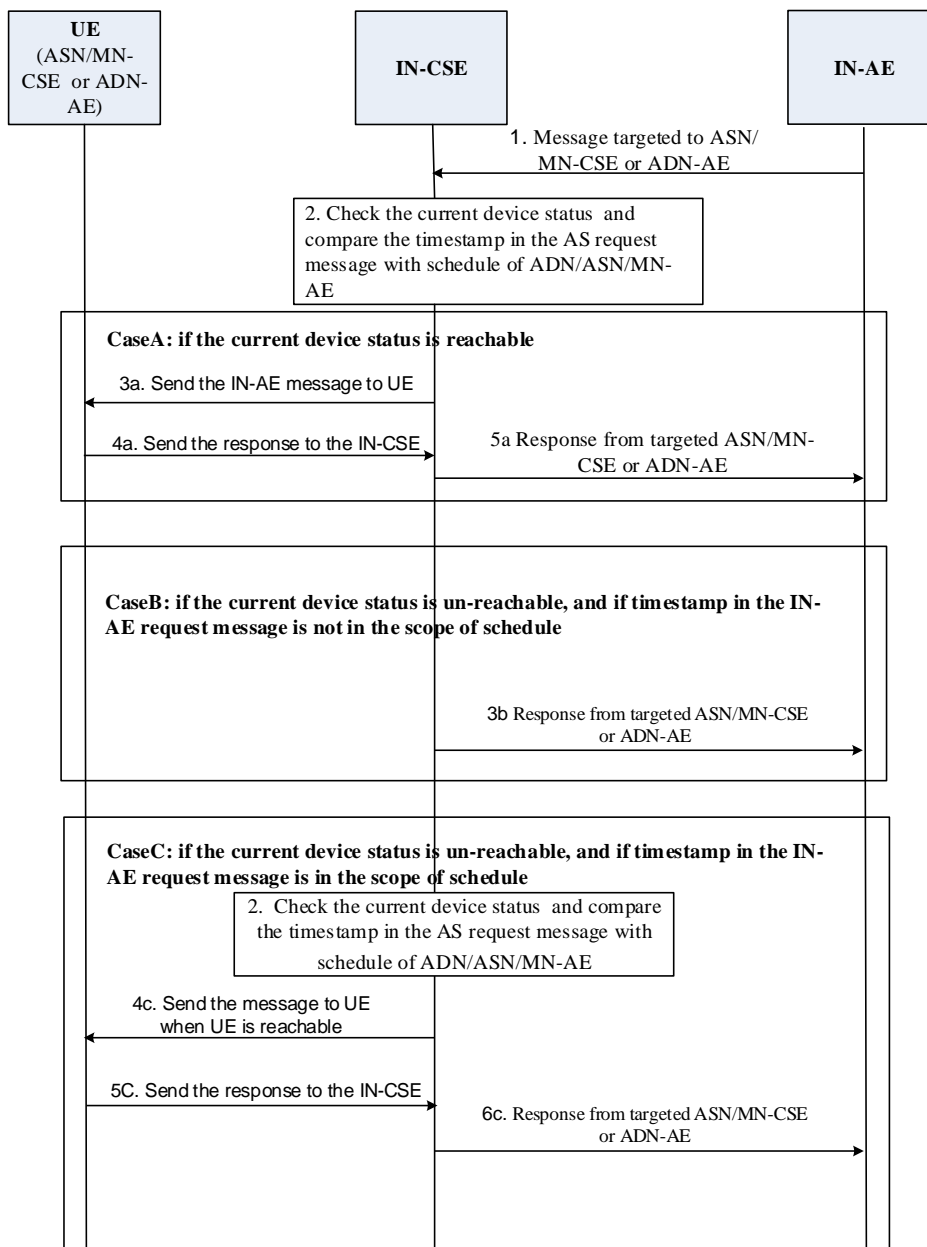 UE
(ASN/MN-
CSE or ADN-
AE)
IN-CSE
IN-AE
1. Message targeted to ASN/
MN-CSE or ADN-AE
2. Check the current device status and
compare the timestamp in the AS request
message with schedule of ADN/ASN/MN-
AE
CaseA: if the current device status is reachable
3a. Send the IN-AE message to UE
4a. Send the response to the IN-CSE
5a Response from targeted ASN/MN-
CSE or ADN-AE
CaseB: if the current device status is un-reachable, and if timestamp in the IN-
AE request message is not in the scope of schedule
3b Response from targeted ASN/MN-CSE
or ADN-AE
CaseC: if the current device status is un-reachable, and if timestamp in the IN-
AE request message is in the scope of schedule
2. Check the current device status and compare
the timestamp in the AS request message with
schedule of ADN/ASN/MN-AE
4c. Send the message to UE
when UE is reachable
5C. Send the response to the IN-CSE
6c. Response from targeted ASN/MN-CSE
or ADN-AE